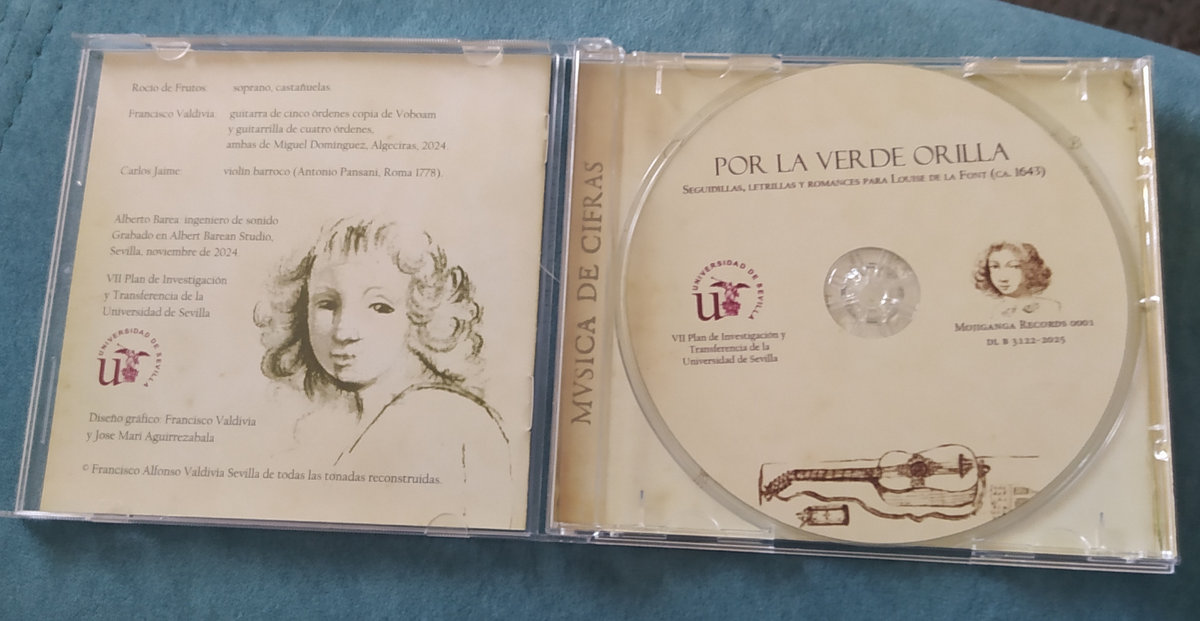 Rocío de Frutos: soprano, castañuelas.
Francisco Valdivia: guitarra de cinco órdenes copia de Voboam
y guitarrilla de cuatro órdenes,
ambas de Miguel Domínguez, Algeciras, 2024.
Carlos Jaime: violín barroco (Antonio Pansani, Roma 1778).
Alberto Barea: ingeniero de sonido
Grabado en Albert Barean Studio,
Sevilla, noviembre de 2024.
VII Plan de Investigación
y Transferencia de la
Universidad de Sevilla
UNIVERSIDAD DE SEVILLA
Diseño gráfico: Francisco Valdivia
y Jose Mari Aguirrezabala
© Francisco Alfonso Valdivia Sevilla de todas las tonadas reconstruidas.
MVSICA DE CIFRAS
POR LA VERDE ORILLA
SEGUIDILLAS, LETRILLAS Y ROMANCES PARA LOUISE DE LA FONT (CA. 1643)
UNIVERSIDAD DE SEVILLA
VII Plan de Investigación y
Transferencia de la
Universidad de Sevilla
MOJIGANGA RECORDS 0001
DL B 3122-2025